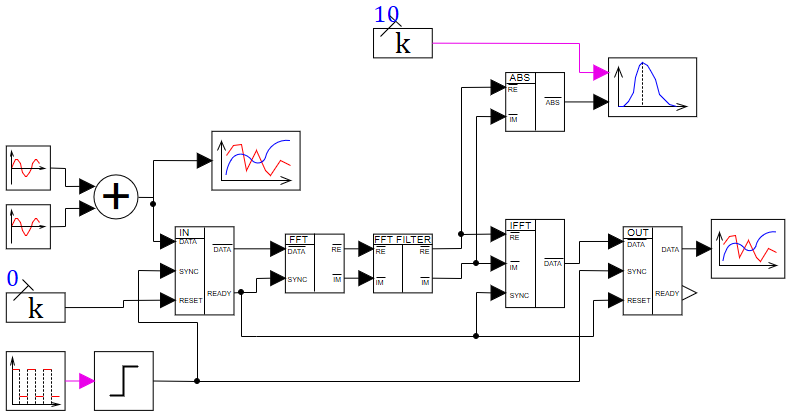 10
k
ABS
RE
IM
ABS
IN
DATA
SYNC
RESET
DATA
READY
FFT
DATA
SYNC
RE
IM
FFT FILTER
RE
IM
RE
IM
IFFT
RE
IM
SYNC
DATA
OUT
DATA
SYNC
RESET
DATA
READY
0
k